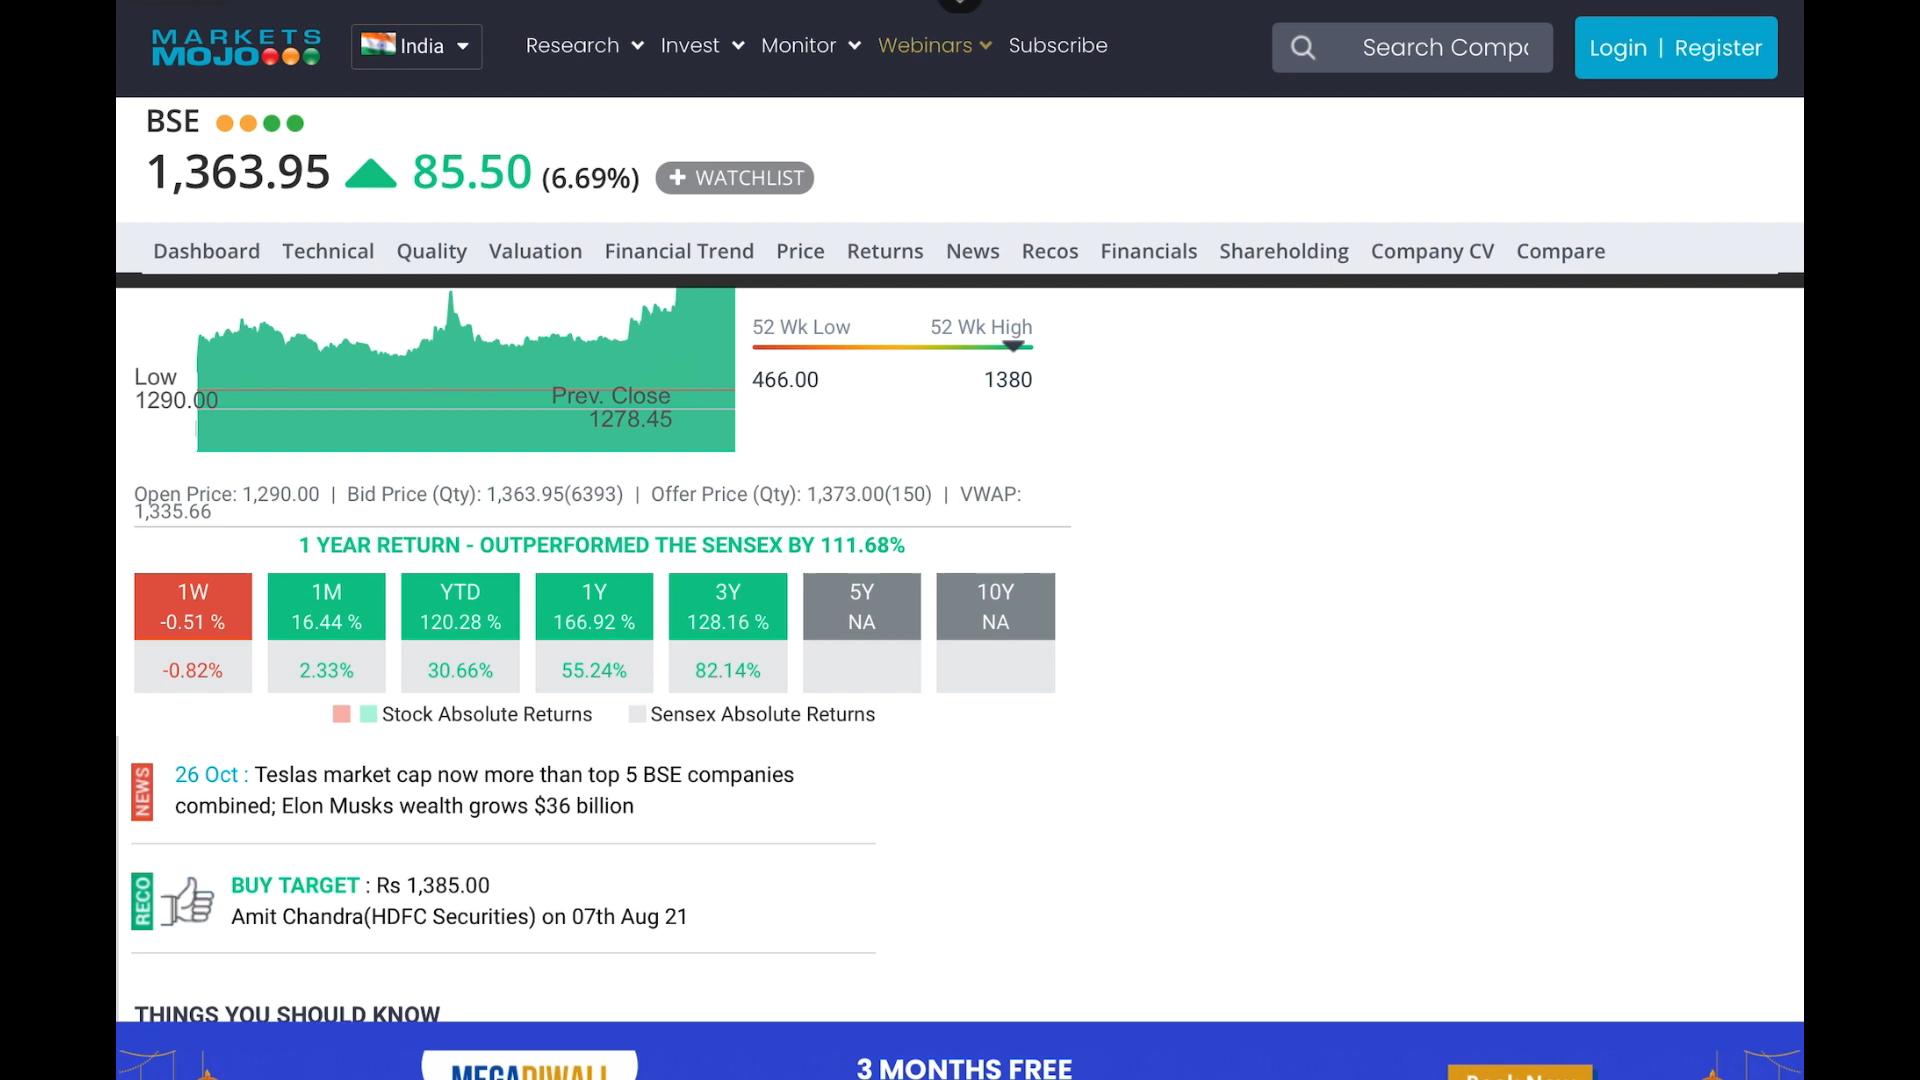 MARKETS
MOJO
India
Research Invest Monitor Webinars Subscribe
Login | Register
BSE
1,363.95 85.50 (6.69%) + WATCHLIST
Dashboard Technical Quality Valuation Financial Trend Price Returns News Recos Financials Shareholding Company CV Compare
52 Wk Low 52 Wk High
466.00 1380
Low
1290.00
Prev. Close
1278.45
Open Price: 1,290.00 | Bid Price (Qty): 1,363.95(6393) | Offer Price (Qty): 1,373.00(150) | VWAP:
1,335.66
1 YEAR RETURN - OUTPERFORMED THE SENSEX BY 111.68%
1W 1M YTD 1Y 3Y 5Y 10Y
-0.51 % 16.44 % 120.28 % 166.92 % 128.16 % NA NA
-0.82% 2.33% 30.66% 55.24% 82.14%
Stock Absolute Returns Sensex Absolute Returns
NEWS
26 Oct : Teslas market cap now more than top 5 BSE companies
combined; Elon Musks wealth grows $36 billion
RECO
BUY TARGET : Rs 1,385.00
Amit Chandra(HDFC Securities) on 07th Aug 21
THINGS YOU SHOULD KNOW
MEGADIWALI
3 MONTHS FREE